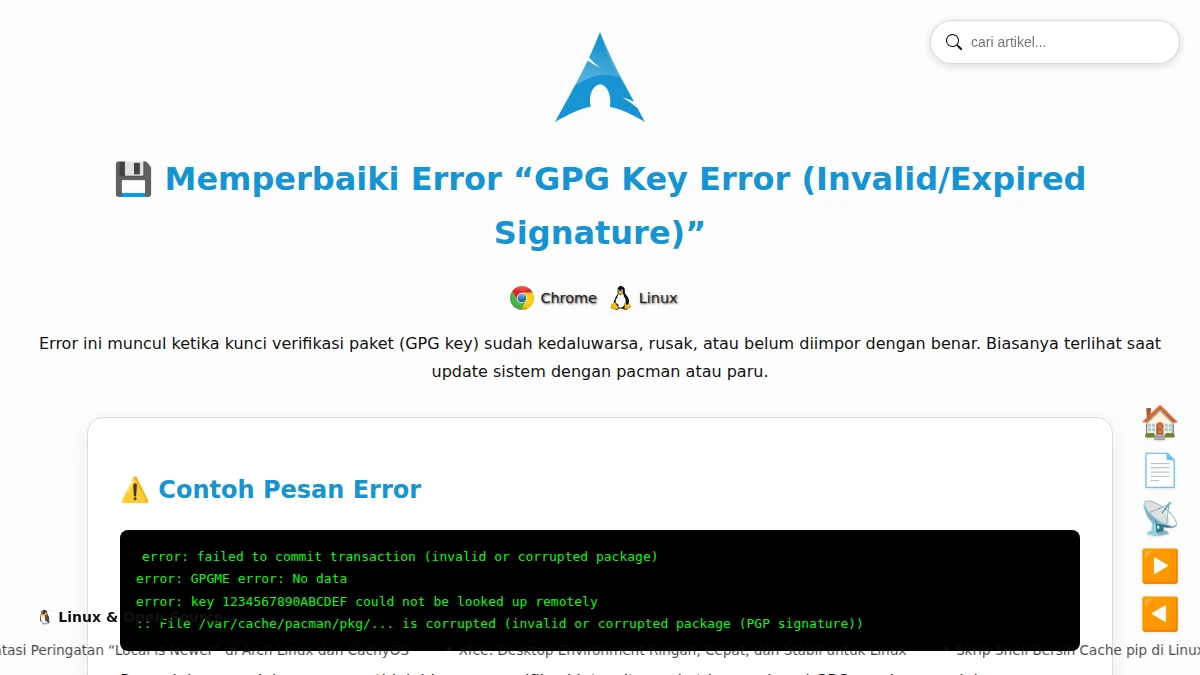 cari artikel...
Memperbaiki Error “GPG Key Error (Invalid/Expired
Signature)”
Chrome Linux
Error ini muncul ketika kunci verifikasi paket (GPG key) sudah kedaluwarsa, rusak, atau belum diimpor dengan benar. Biasanya terlihat saat
update sistem dengan pacman atau paru.
Contoh Pesan Error
error: failed to commit transaction (invalid or corrupted package)
error: GPGME error: No data
error: key 1234567890ABCDEF could not be looked up remotely
Linux & Open Source
:: File /var/cache/pacman/pkg/... is corrupted (invalid or corrupted package (PGP signature))
Peringatan “Local is Newer” di Arch Linux dan CachyOS • Xfce: Desktop Environment Ringan, Cepat, dan Stabil untuk Linux • Skrip Shell Bersih Cache pip di Linux